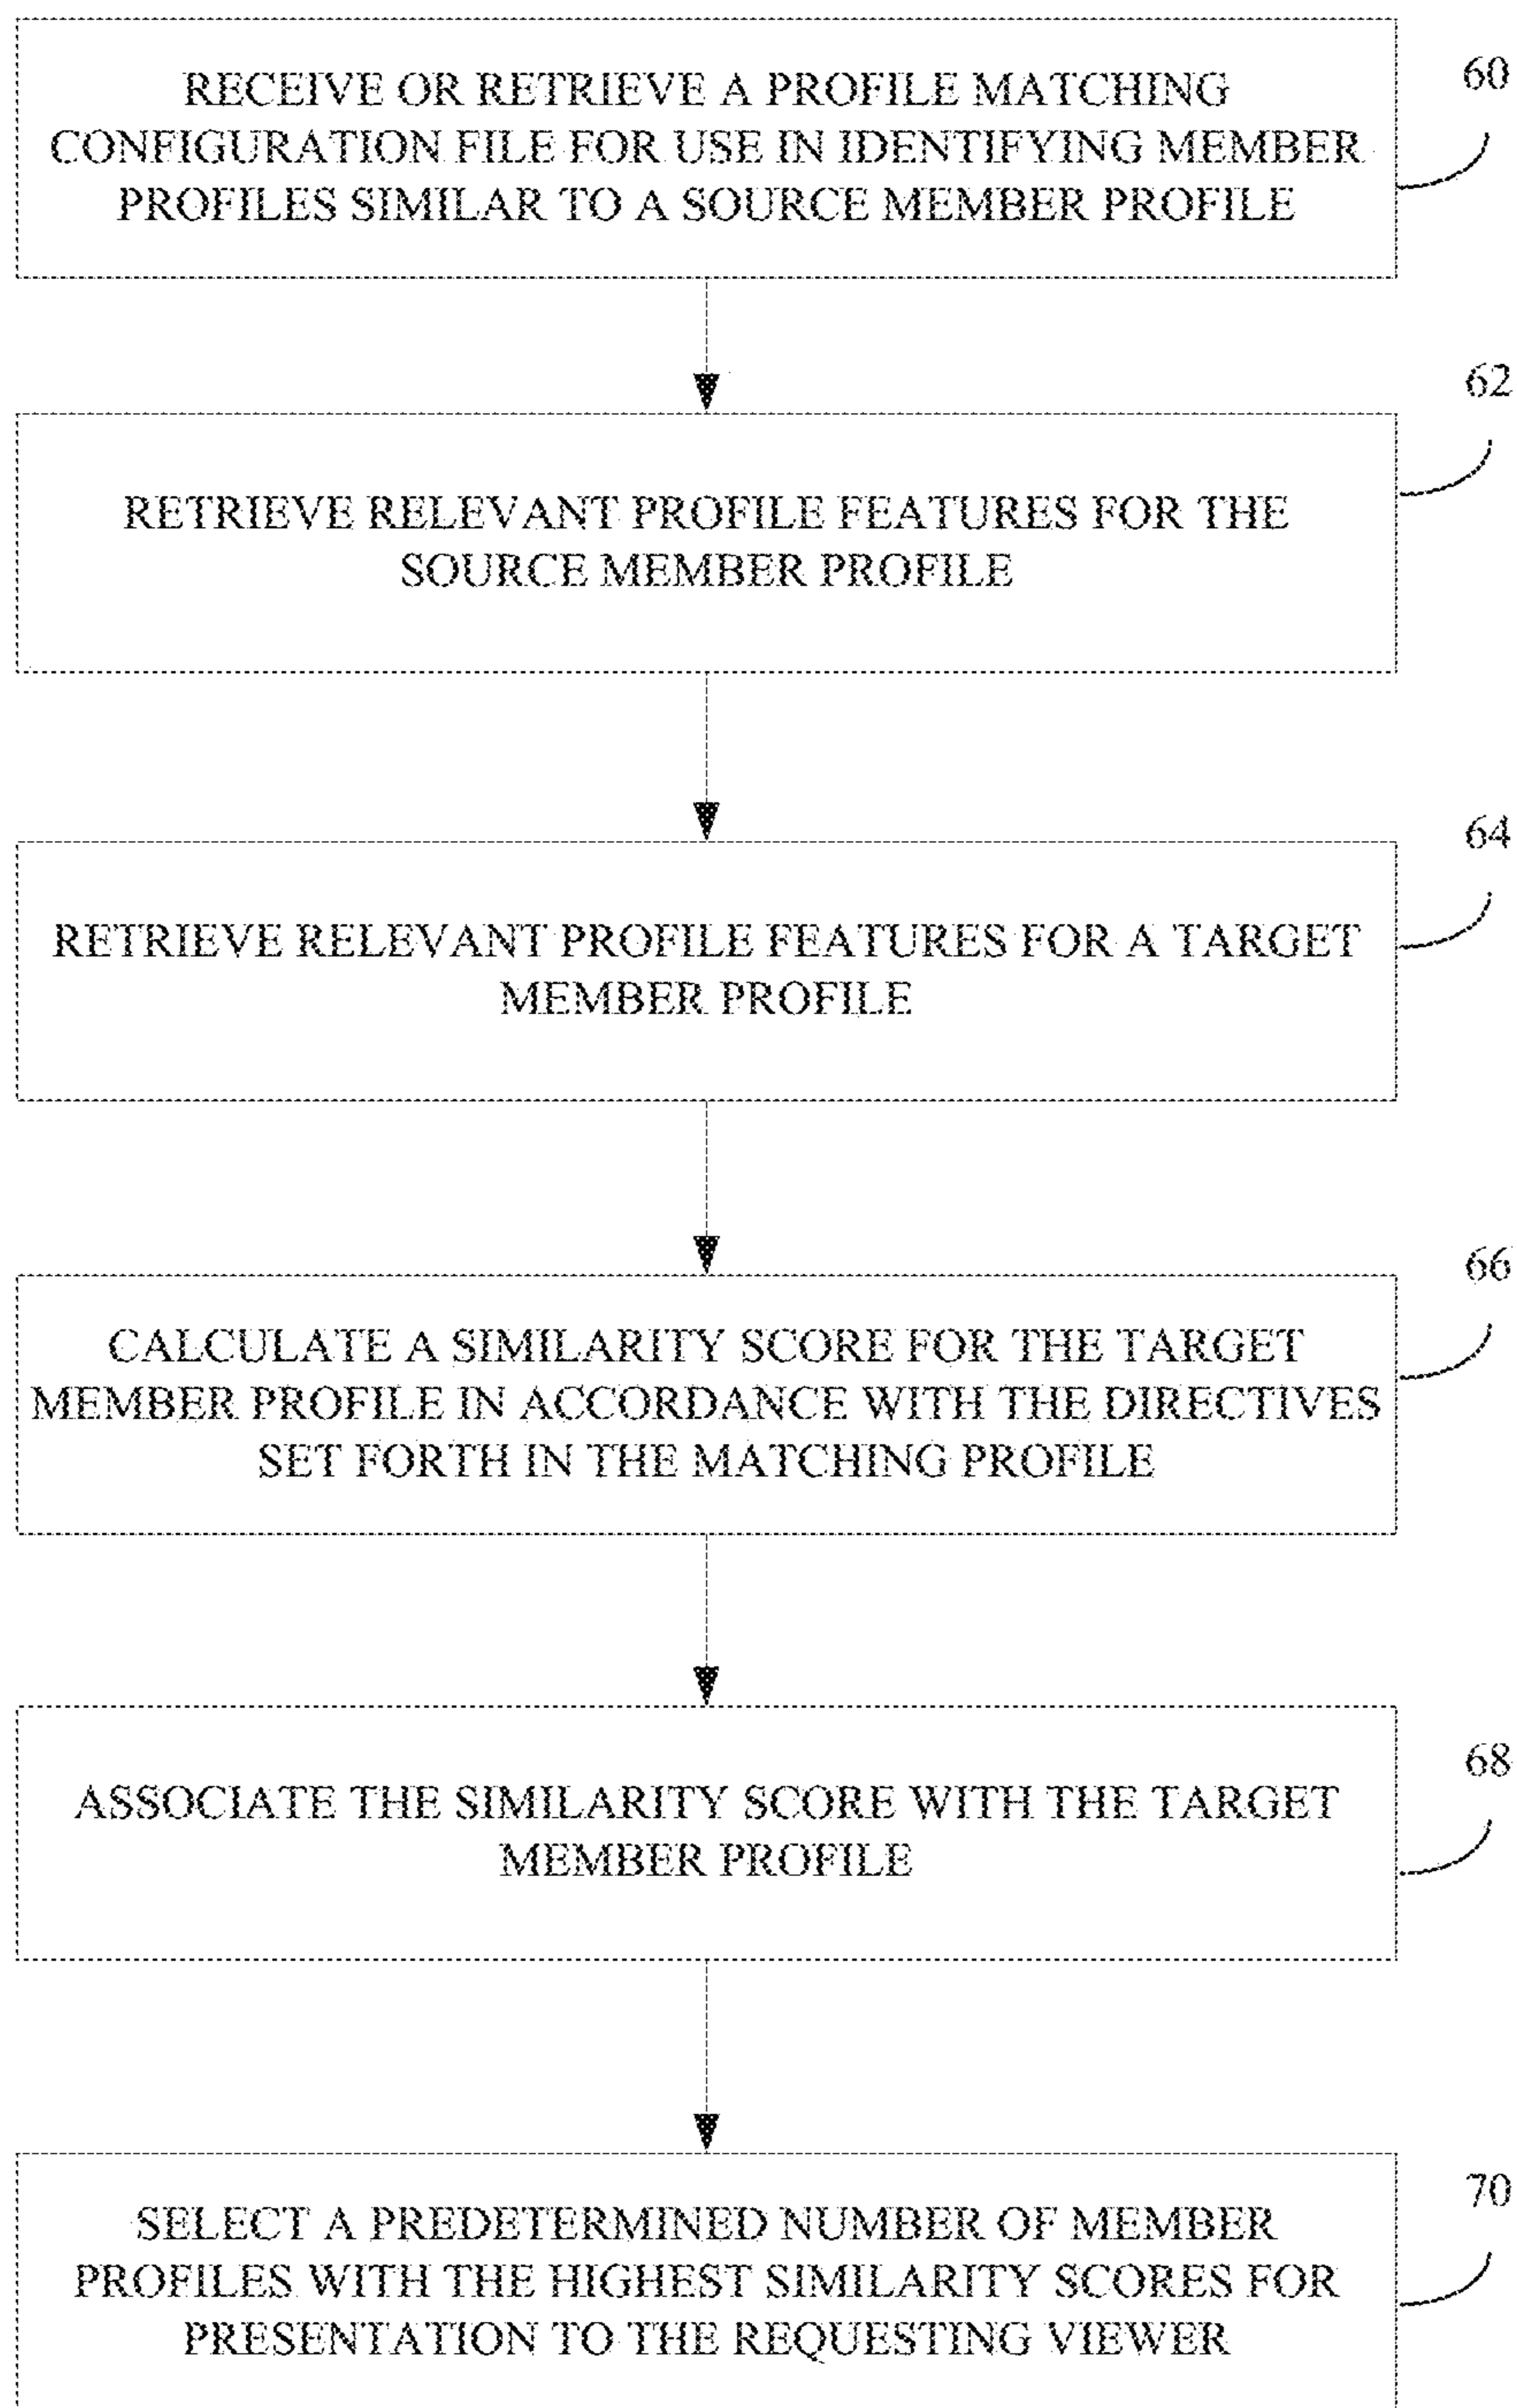 RECEIVE OR RETRIEVE A PROFILE MATCHING
CONFIGURATION FILE FOR USE IN IDENTIFYING MEMBER
PROFILES SIMILAR TO A SOURCE MEMBER PROFILE
60
RETRIEVE RELEVANT PROFILE FEATURES FOR THE
SOURCE MEMBER PROFILE
62
RETRIEVE RELEVANT PROFILE FEATURES FOR A TARGET
MEMBER PROFILE
64
CALCULATE A SIMILARITY SCORE FOR THE TARGET
MEMBER PROFILE IN ACCORDANCE WITH THE DIRECTIVES
SET FORTH IN THE MATCHING PROFILE
66
ASSOCIATE THE SIMILARITY SCORE WITH THE TARGET
MEMBER PROFILE
68
SELECT A PREDETERMINED NUMBER OF MEMBER
PROFILES WITH THE HIGHEST SIMILARITY SCORES FOR
PRESENTATION TO THE REQUESTING VIEWER
70